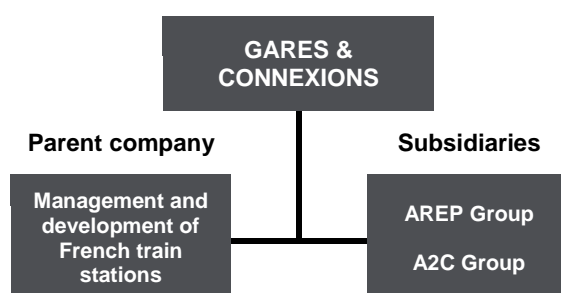 GARES &
CONNEXIONS
Parent company
Management and
development of
French train
stations
Subsidiaries
AREP Group
A2C Group